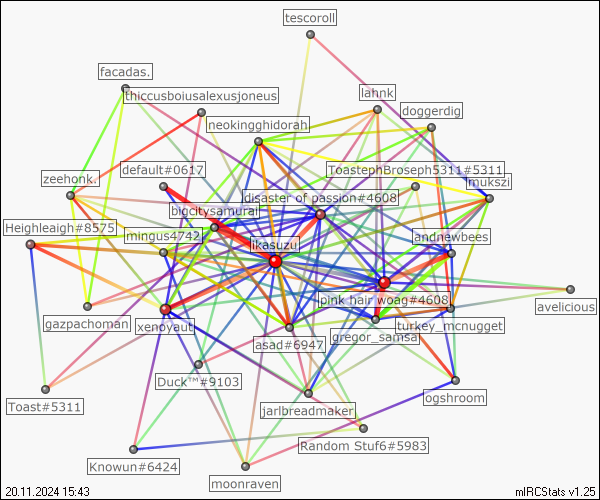 tescoroll
facadas.
thiccusboiusalexusjoneus
lahnk
doggerdig
neokingghidorah
default#0617
ToastephBroseph5311#5311
zeehonk.
mukszi
disaster of passion#4608
bigcitysamurai
Heighleaigh#8575
mingus4742
andnewbees
likasuzu
pink hair woag#4608
avelicious
gazpachoman
xenoyaut
turkey_mcnugget
gregor_samsa
asad#6947
Duck™#9103
ogshroom
Toast#5311
jarlbreadmaker
Random Stuf6#5983
Knowun#6424
moonraven
20.11.2024 15:43
mIRCStats v1.25